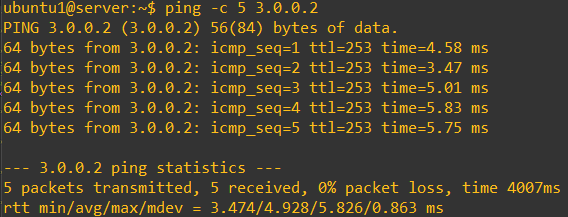 ubuntu1@server:~$ ping -c 5 3.0.0.2
PING 3.0.0.2 (3.0.0.2) 56(84) bytes of data.
64 bytes from 3.0.0.2: icmp_seq=1 ttl=253 time=4.58 ms
64 bytes from 3.0.0.2: icmp_seq=2 ttl=253 time=3.47 ms
64 bytes from 3.0.0.2: icmp_seq=3 ttl=253 time=5.01 ms
64 bytes from 3.0.0.2: icmp_seq=4 ttl=253 time=5.83 ms
64 bytes from 3.0.0.2: icmp_seq=5 ttl=253 time=5.75 ms
--- 3.0.0.2 ping statistics ---
5 packets transmitted, 5 received, 0% packet loss, time 4007ms
rtt min/avg/max/mdev = 3.474/4.928/5.826/0.863 ms